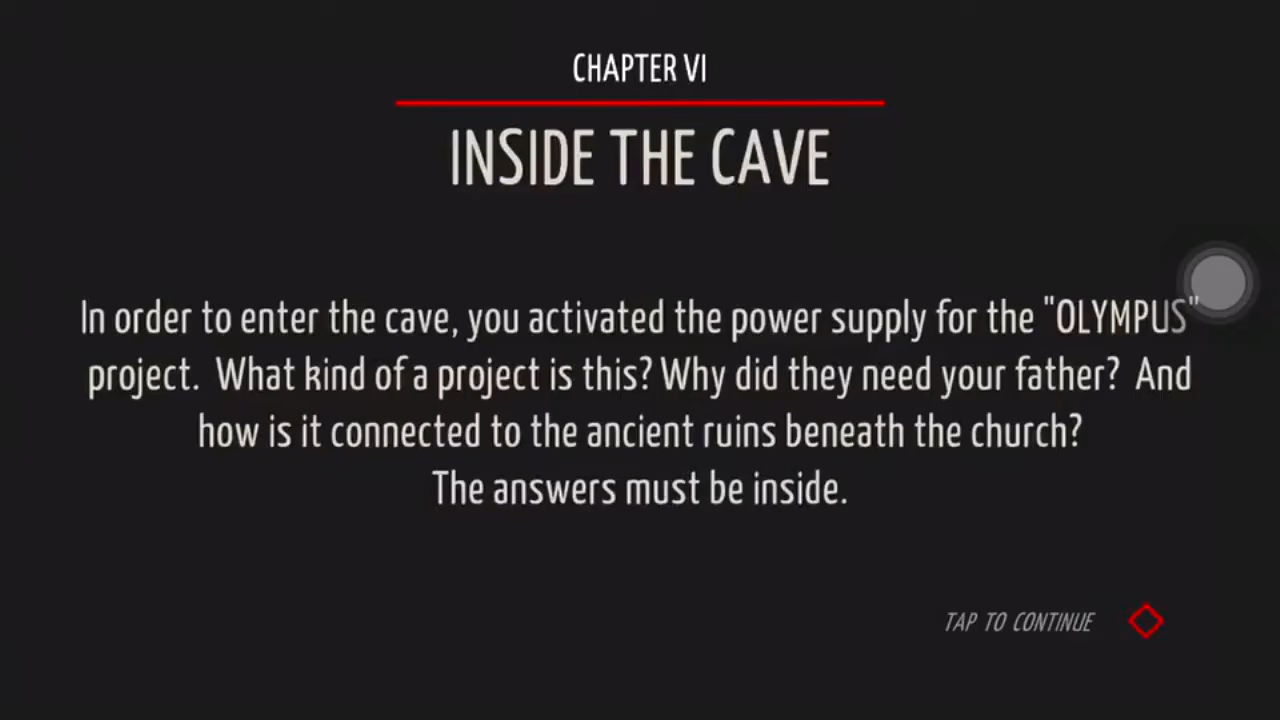 CHAPTER VI
INSIDE THE CAVE
In order to enter the cave, you activated the power supply for the "OLYMPUS"
project. What kind of a project is this? Why did they need your father? And
how is it connected to the ancient ruins beneath the church?
The answers must be inside.
TAP TO CONTINUE